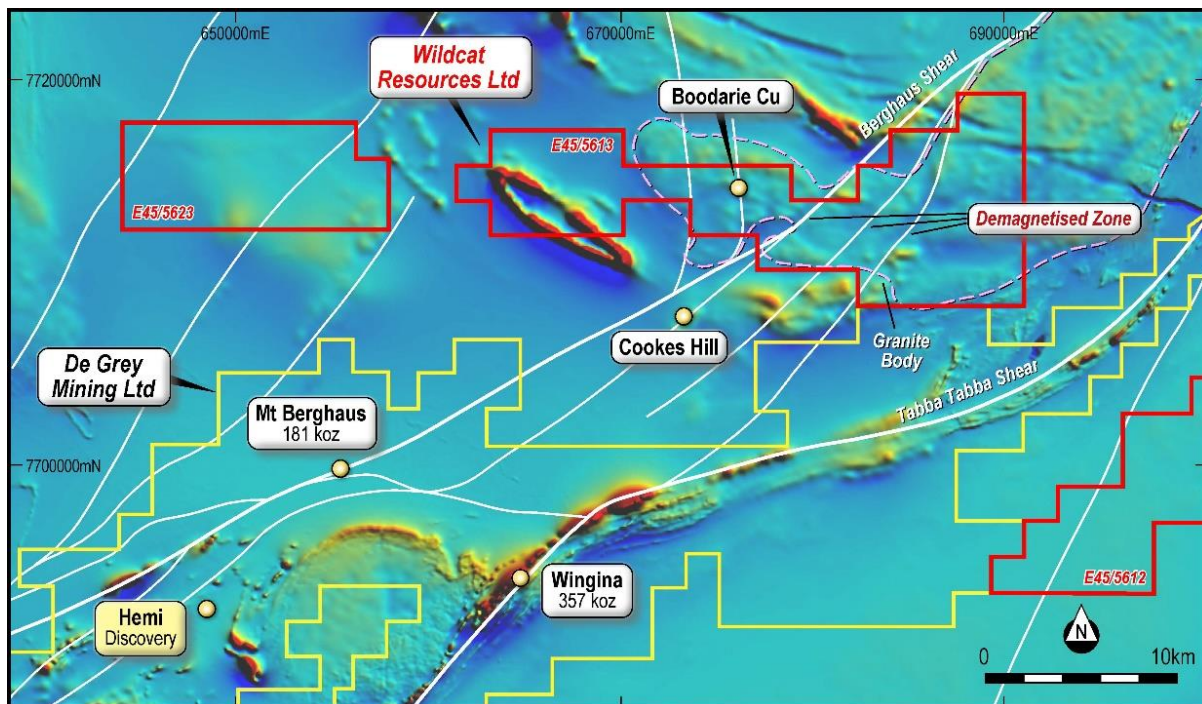 650000mE
670000mE
690000mE
7720000mN
Wildcat
Resources Ltd
Boodarie Cu
Berghaus Shear
E45/5613
E45/5623
Demagnetised Zone
Cookes Hill
Granite
Body
De Grey
Mining Ltd
Mt Berghaus
181 koz
Tabba Tabba Shear
7700000mN
Wingina
357 koz
E45/5612
Hemi
Discovery
N
0
10km